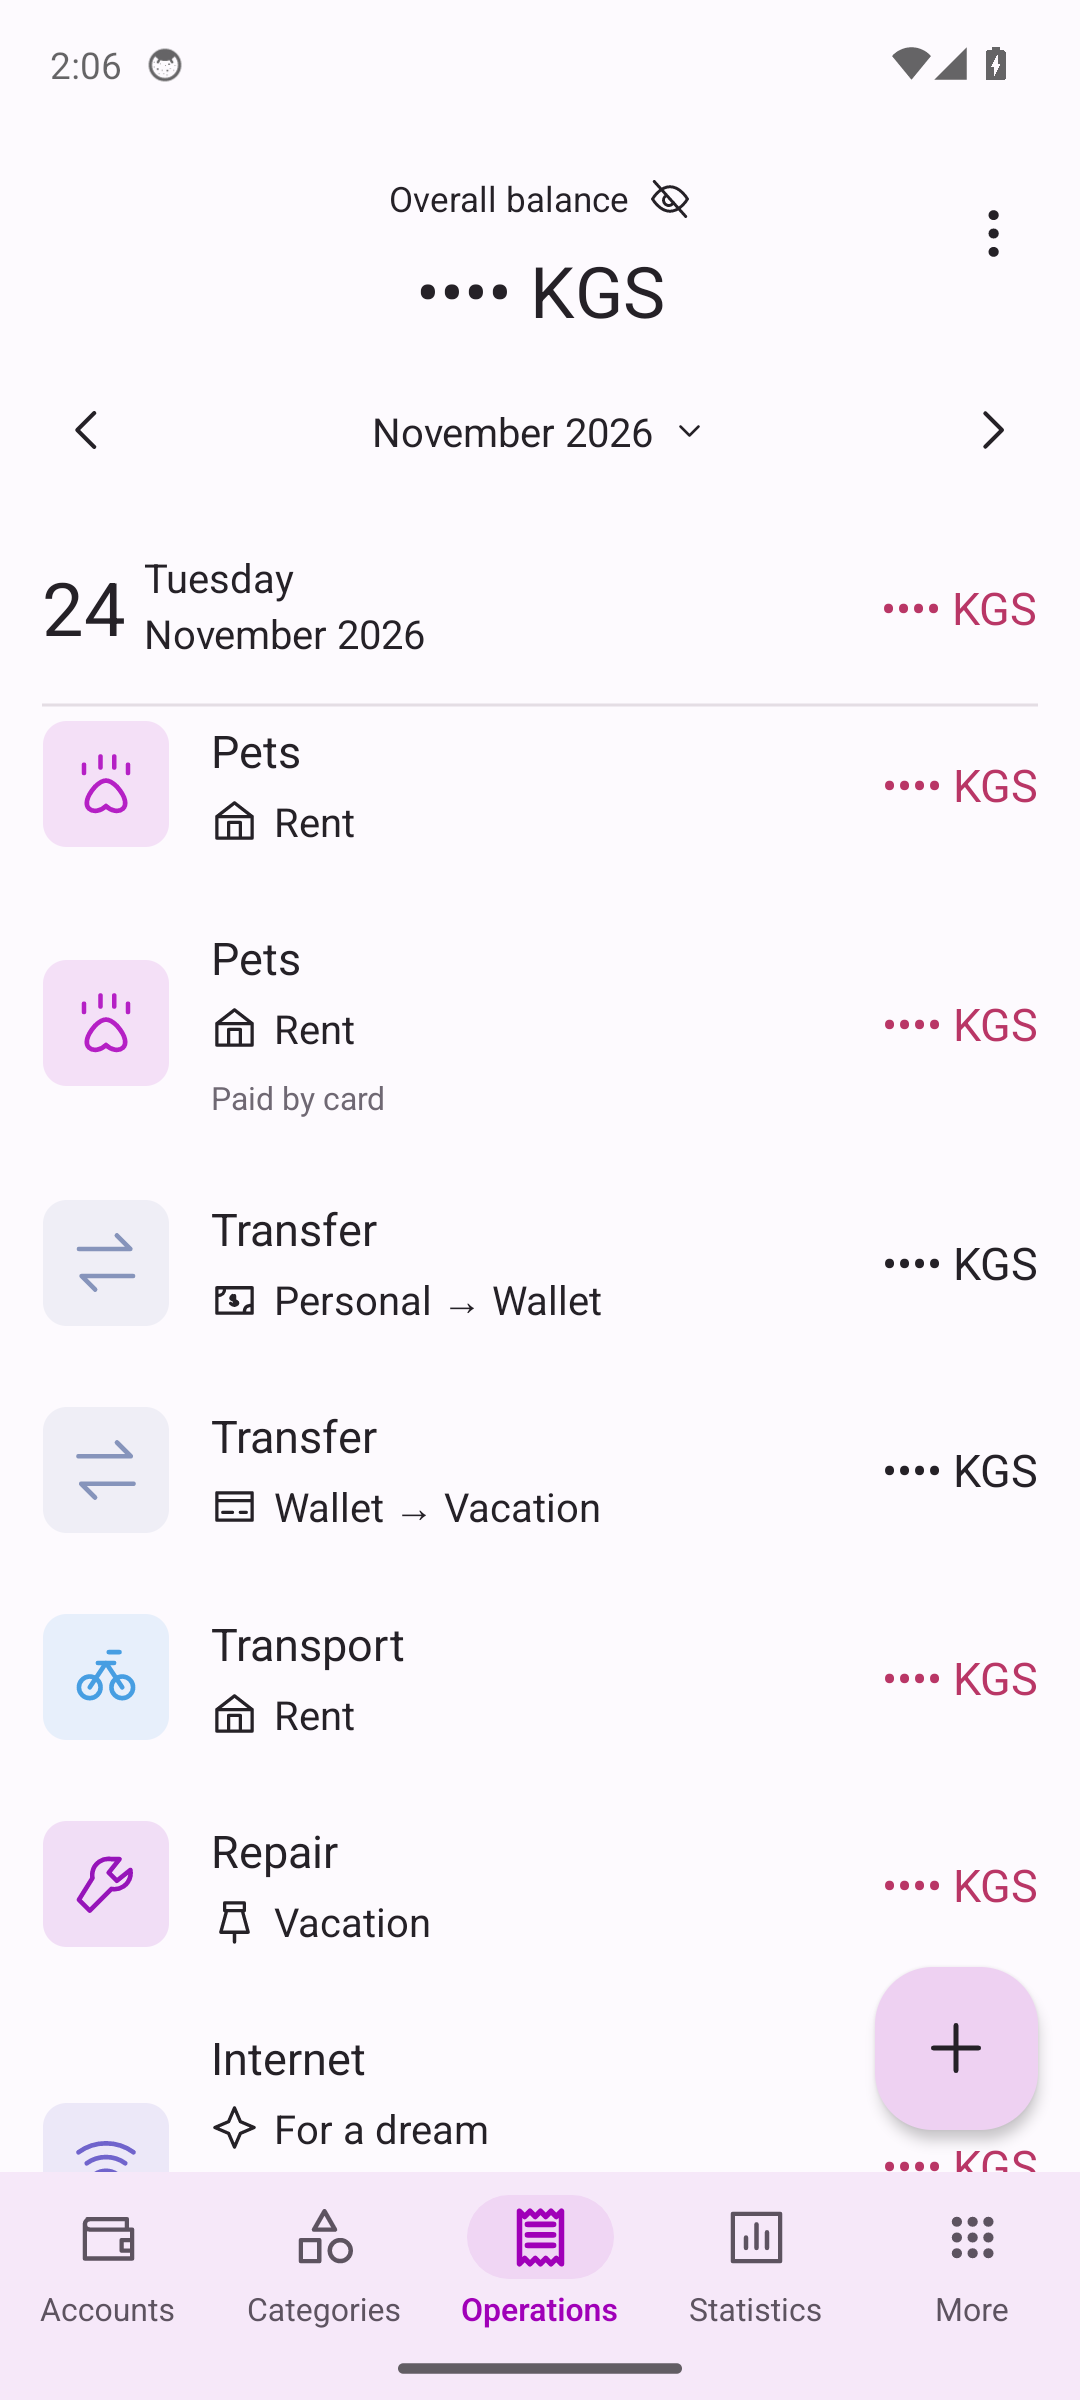 2:06
Overall balance
•••• KGS
November 2026
24
Tuesday
November 2026
•••• KGS
Pets
Rent
•••• KGS
Pets
Rent
Paid by card
•••• KGS
Transfer
Personal → Wallet
•••• KGS
Transfer
Wallet → Vacation
•••• KGS
Transport
Rent
•••• KGS
Repair
Vacation
•••• KGS
Internet
For a dream
•••• KGS
Accounts
Categories
Operations
Statistics
More